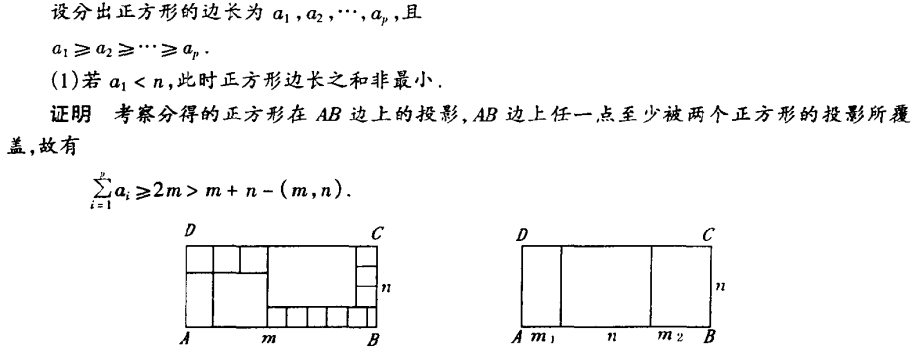 设分出正方形的边长为 a₁,a₂,⋯,aₚ,且
a₁≥a₂≥⋯≥aₚ.
(1)若 a₁<n,此时正方形边长之和非最小.
证明 考察分得的正方形在 AB 边上的投影,AB 边上任一点至少被两个正方形的投影所覆
盖,故有
∑ᵢ₌₁ᵖ aᵢ≥2m>m+n-(m,n).
D C
n
A m B
D C
n
A m₁ n m₂ B